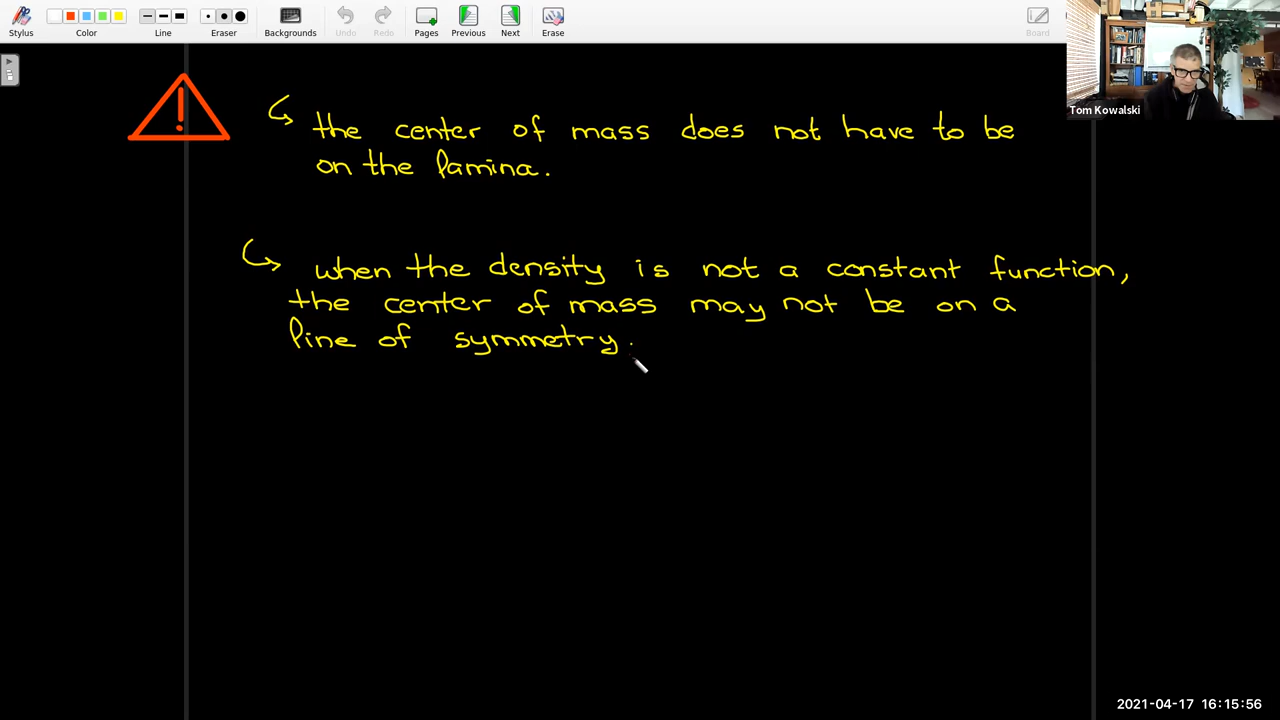 Stylus
Color
Line
Eraser
Backgrounds
Undo
Redo
Pages
Previous
Next
Erase
Board
Tom Kowalski
the center of mass does not have to be
on the lamina.
when the density is not a constant function,
the center of mass may not be on a
line of symmetry.
2021-04-17 16:15:56